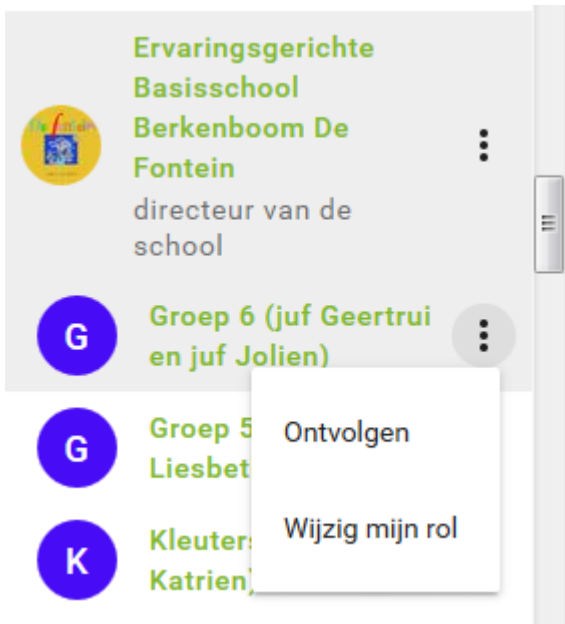 Ervaringsgerichte
Basisschool
Berkenboom De
Fontein
directeur van de
school
G
Groep 6 (juf Geertrui
en juf Jolien)
G
Groep 5
Liesbet
Ontvolgen
K
Katrien)
Wijzig mijn rol